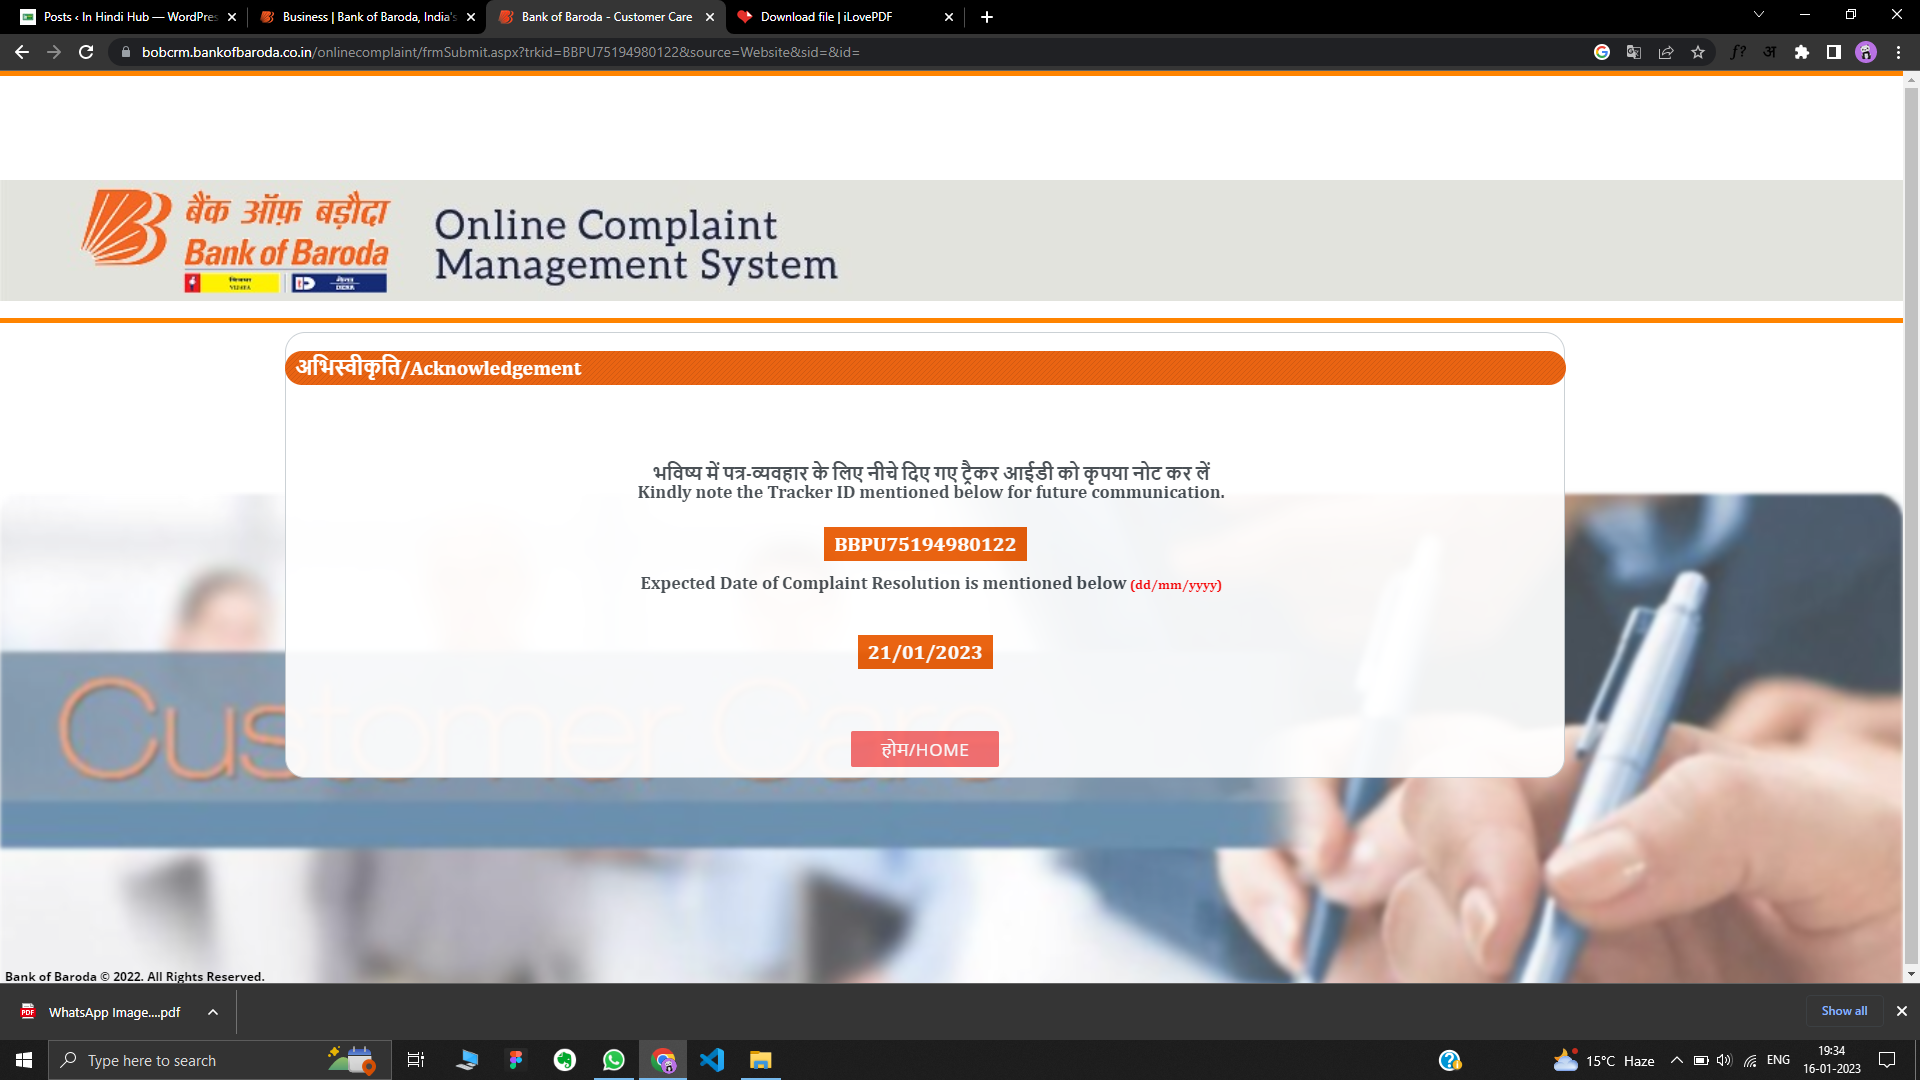 Posts ‹ In Hindi Hub — WordPres
Business | Bank of Baroda, India's
Bank of Baroda - Customer Care
Download file | iLovePDF
bobcrm.bankofbaroda.co.in/onlinecomplaint/frmSubmit.aspx?trkid=BBPU75194980122&source=Website&sid=&id=
बैंक ऑफ़ बड़ौदा
Bank of Baroda
विजया
VIJAYA
देना
DENA
Online Complaint
Management System
अभिस्वीकृति/Acknowledgement
भविष्य में पत्र-व्यवहार के लिए नीचे दिए गए ट्रैकर आईडी को कृपया नोट कर लें
Kindly note the Tracker ID mentioned below for future communication.
BBPU75194980122
Expected Date of Complaint Resolution is mentioned below (dd/mm/yyyy)
21/01/2023
Customer Care
होम/HOME
Bank of Baroda © 2022. All Rights Reserved.
WhatsApp Image....pdf
Show all
Type here to search
15°C Haze
ENG
19:34
16-01-2023